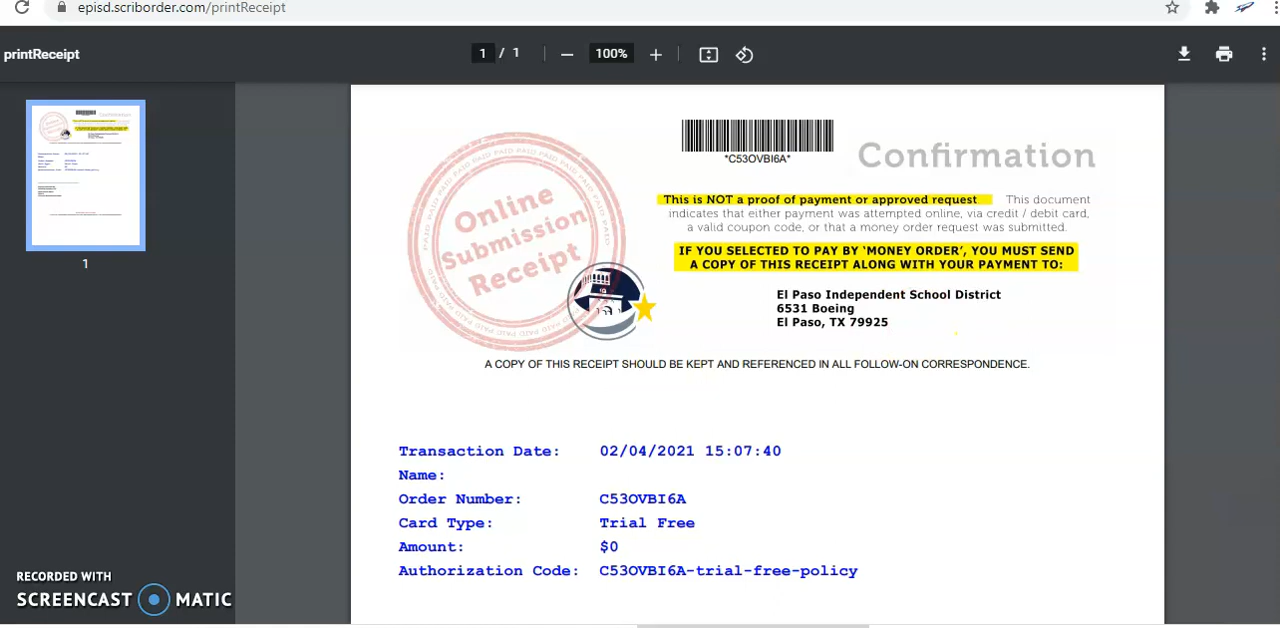 episd.scriborder.com/printReceipt
printReceipt
1 / 1
100%
1
*C53OVBI6A*
Confirmation
PAID PAID PAID PAID PAID
Online
Submission
Receipt
This is NOT a proof of payment or approved request This document
indicates that either payment was attempted online, via credit / debit card,
a valid coupon code, or that a money order request was submitted.
IF YOU SELECTED TO PAY BY ‘MONEY ORDER’, YOU MUST SEND
A COPY OF THIS RECEIPT ALONG WITH YOUR PAYMENT TO:
El Paso Independent School District
6531 Boeing
El Paso, TX 79925
A COPY OF THIS RECEIPT SHOULD BE KEPT AND REFERENCED IN ALL FOLLOW-ON CORRESPONDENCE.
Transaction Date: 02/04/2021 15:07:40
Name:
Order Number: C53OVBI6A
Card Type: Trial Free
Amount: $0
Authorization Code: C53OVBI6A-trial-free-policy
RECORDED WITH
SCREENCAST MATIC